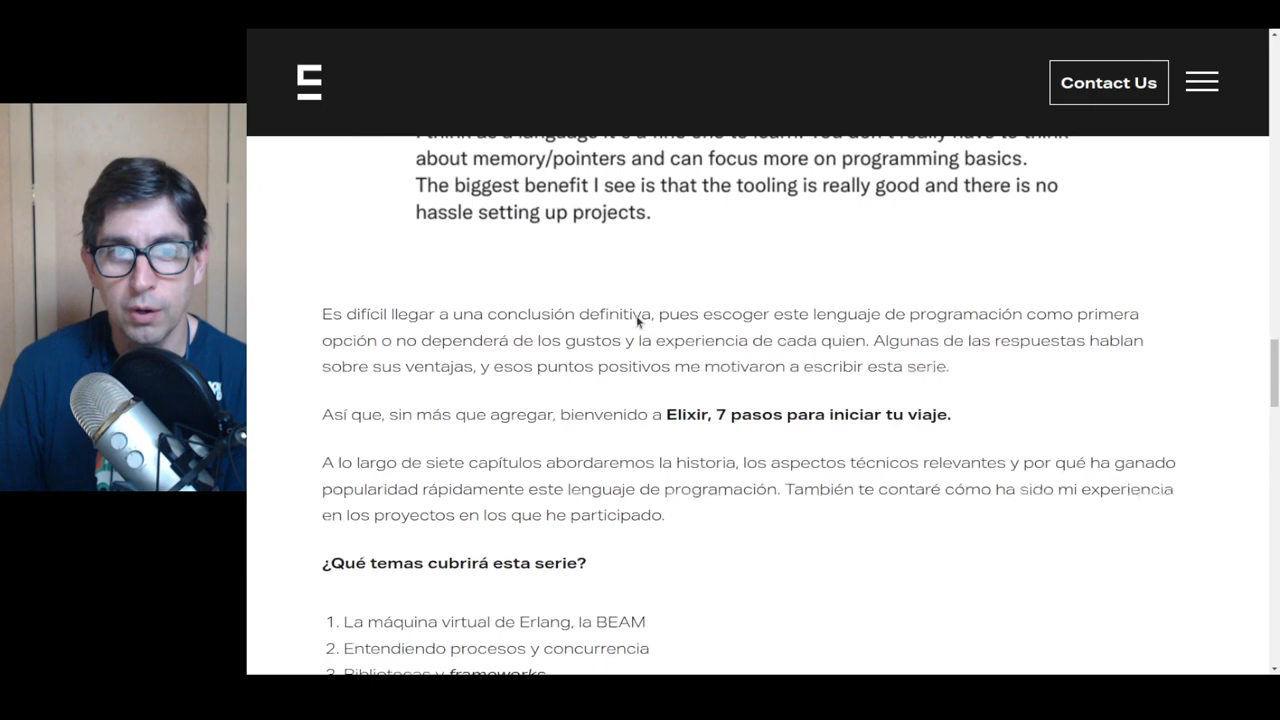 Contact Us
I think as a language it's a fine one to learn. You don't really have to think
about memory/pointers and can focus more on programming basics.
The biggest benefit I see is that the tooling is really good and there is no
hassle setting up projects.
Es difícil llegar a una conclusión definitiva, pues escoger este lenguaje de programación como primera
opción o no dependerá de los gustos y la experiencia de cada quien. Algunas de las respuestas hablan
sobre sus ventajas, y esos puntos positivos me motivaron a escribir esta serie.
Así que, sin más que agregar, bienvenido a Elixir, 7 pasos para iniciar tu viaje.
A lo largo de siete capítulos abordaremos la historia, los aspectos técnicos relevantes y por qué ha ganado
popularidad rápidamente este lenguaje de programación. También te contaré cómo ha sido mi experiencia
en los proyectos en los que he participado.
¿Qué temas cubrirá esta serie?
1. La máquina virtual de Erlang, la BEAM
2. Entendiendo procesos y concurrencia
3. Bibliotecas y frameworks